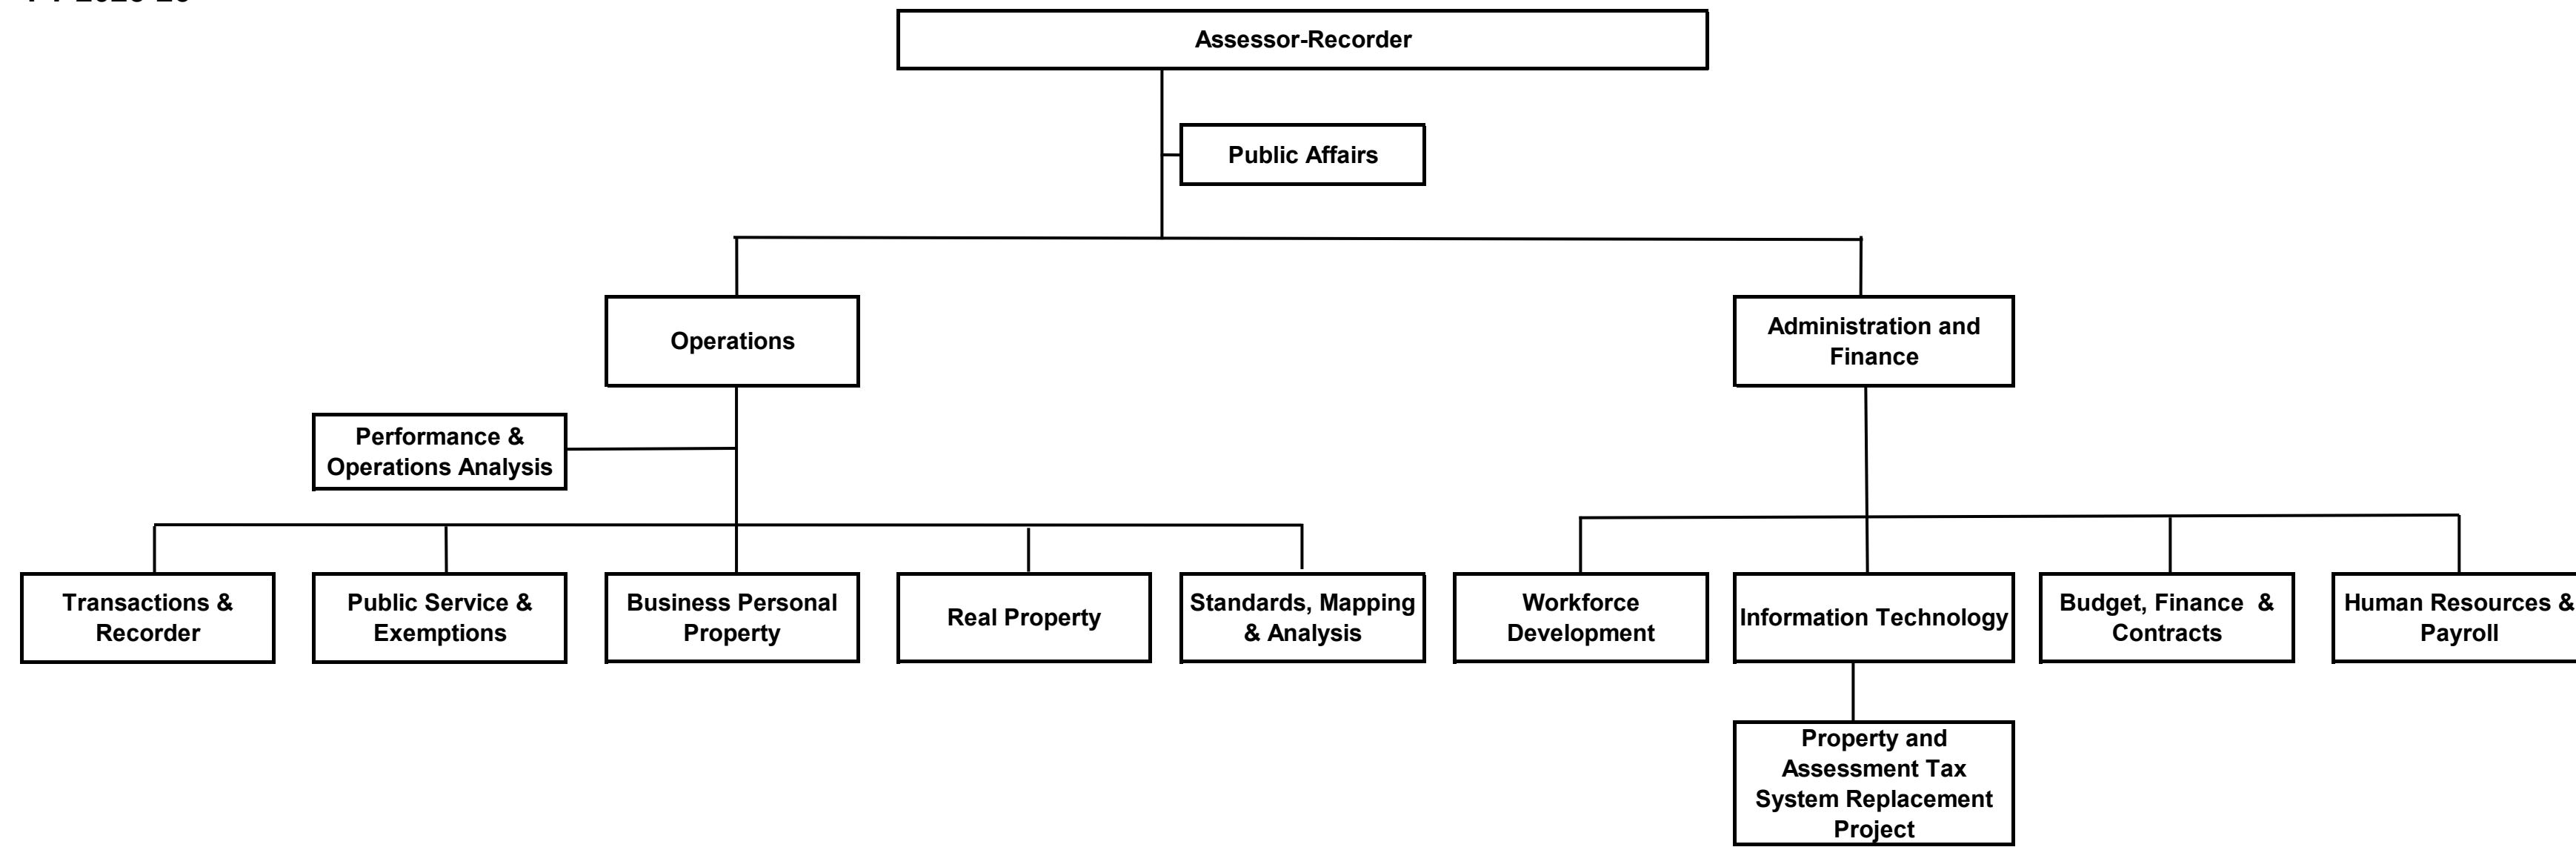 Assessor-Recorder
Public Affairs
Operations
Administration and
Finance
Performance &
Operations Analysis
Transactions &
Recorder
Public Service &
Exemptions
Business Personal
Property
Real Property
Standards, Mapping
& Analysis
Workforce
Development
Information Technology
Budget, Finance &
Contracts
Human Resources &
Payroll
Property and
Assessment Tax
System Replacement
Project